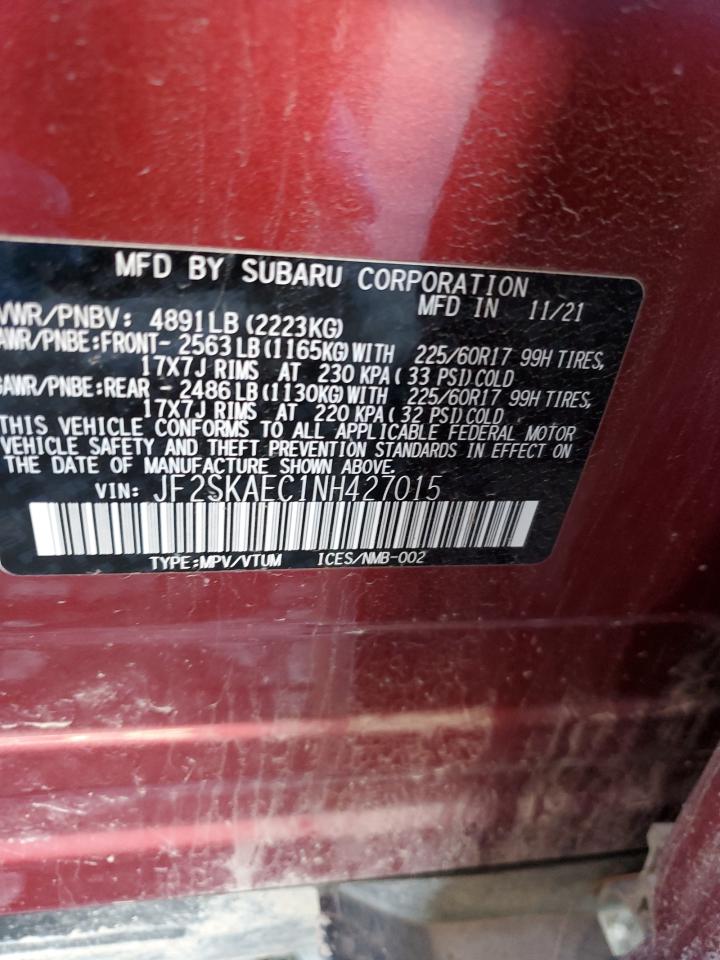 MFD BY SUBARU CORPORATION
MFD IN 11/21
VWR/PNBV: 4891LB (2223KG)
AWR/PNBE:FRONT- 2563LB (1165KG) WITH 225/60R17 99H TIRES,
17X7J RIMS AT 230 KPA ( 33 PSI) COLD
GAWR/PNBE:REAR - 2486LB (1130KG) WITH 225/60R17 99H TIRES,
17X7J RIMS AT 220 KPA ( 32 PSI) COLD
THIS VEHICLE CONFORMS TO ALL APPLICABLE FEDERAL MOTOR
VEHICLE SAFETY AND THEFT PREVENTION STANDARDS IN EFFECT ON
THE DATE OF MANUFACTURE SHOWN ABOVE.
VIN: JF2SKAEC1NH427015
TYPE:MPV/VTUM ICES/NMB-002